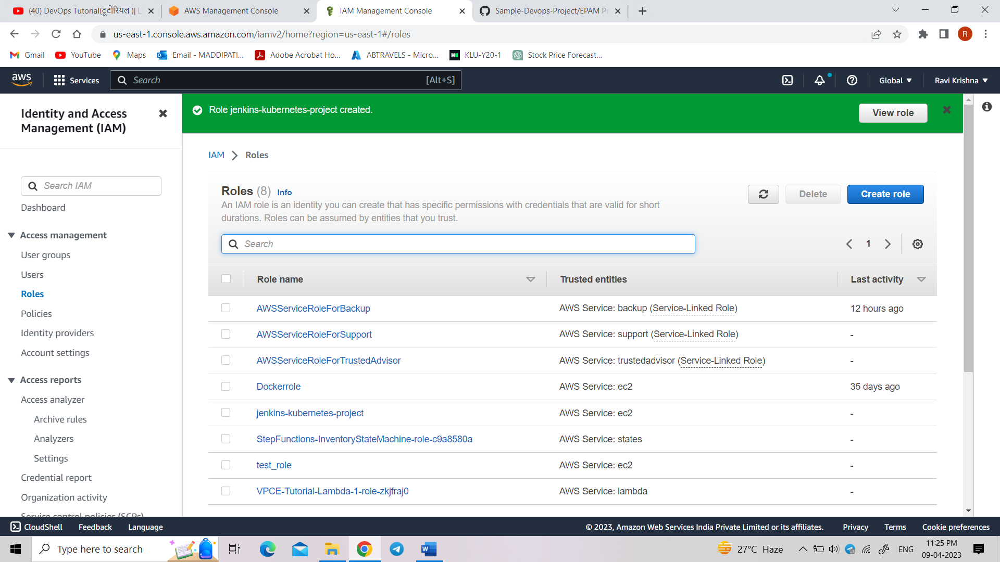 (40) DevOps Tutorial(टूटोरियल )| L
AWS Management Console
IAM Management Console
Sample-Devops-Project/EPAM Pr
us-east-1.console.aws.amazon.com/iamv2/home?region=us-east-1#/roles
R
Gmail
YouTube
Maps
Email - MADDIPATI...
Adobe Acrobat Ho...
ABTRAVELS - Micro...
KLU-Y20-1
Stock Price Forecast...
aws
Services
Search
[Alt+S]
Global
Ravi Krishna
Identity and Access
Management (IAM)
Search IAM
Dashboard
Access management
User groups
Users
Roles
Policies
Identity providers
Account settings
Access reports
Access analyzer
Archive rules
Analyzers
Settings
Credential report
Organization activity
Service control policies (SCPs)
Role jenkins-kubernetes-project created.
View role
IAM > Roles
Roles (8) Info
An IAM role is an identity you can create that has specific permissions with credentials that are valid for short
durations. Roles can be assumed by entities that you trust.
Delete
Create role
Search
1
Role name Trusted entities Last activity
AWSServiceRoleForBackup AWS Service: backup (Service-Linked Role) 12 hours ago
AWSServiceRoleForSupport AWS Service: support (Service-Linked Role) -
AWSServiceRoleForTrustedAdvisor AWS Service: trustedadvisor (Service-Linked Role) -
Dockerrole AWS Service: ec2 35 days ago
jenkins-kubernetes-project AWS Service: ec2 -
StepFunctions-InventoryStateMachine-role-c9a8580a AWS Service: states -
test_role AWS Service: ec2 -
VPCE-Tutorial-Lambda-1-role-zkjfraj0 AWS Service: lambda -
CloudShell
Feedback
Language
© 2023, Amazon Web Services India Private Limited or its affiliates.
Privacy
Terms
Cookie preferences
Type here to search
27°C Haze
ENG
11:25 PM
09-04-2023